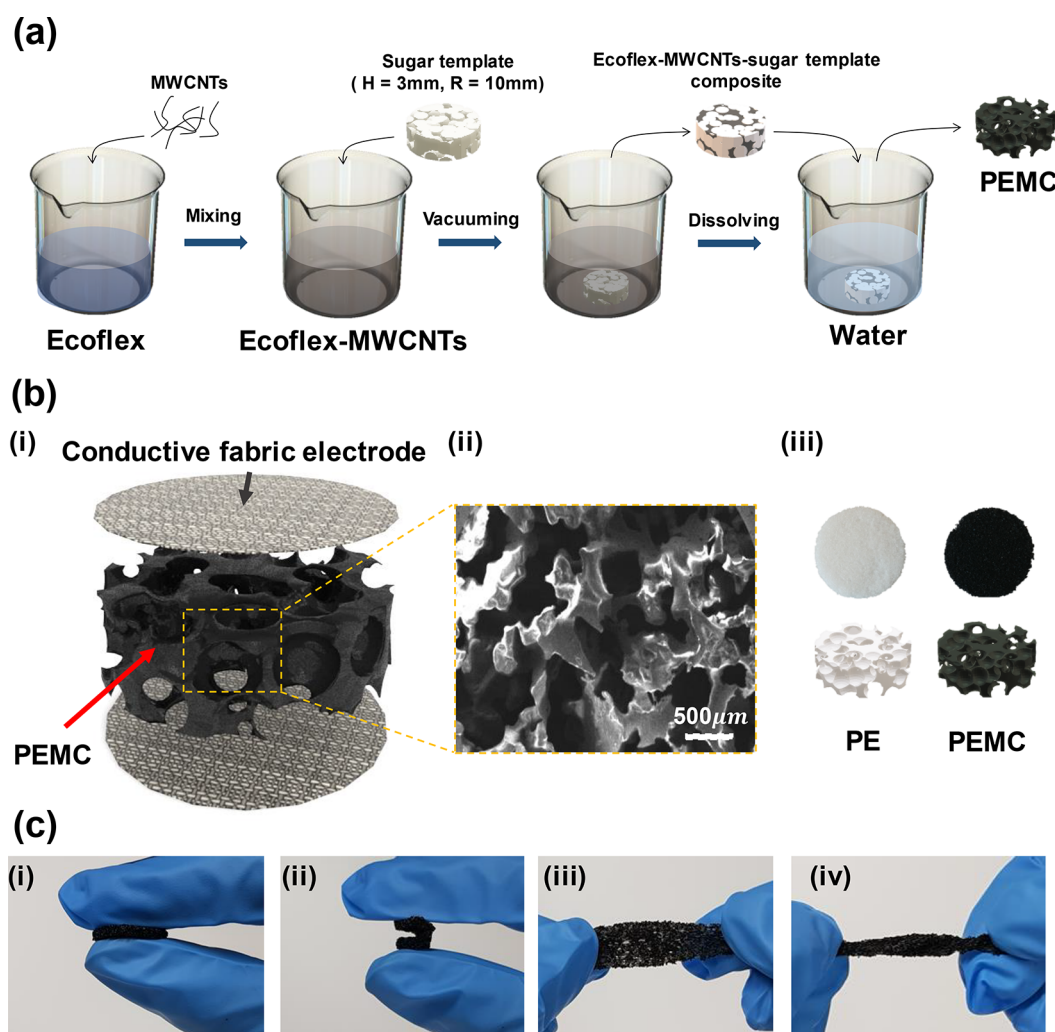 (a)
MWCNTs
Sugar template
( H = 3mm, R = 10mm)
Ecoflex-MWCNTs-sugar template
composite
PEMC
Mixing
Vacuuming
Dissolving
Ecoflex
Ecoflex-MWCNTs
Water
(b)
(i)
Conductive fabric electrode
PEMC
(ii)
500μm
(iii)
PE
PEMC
(c)
(i)
(ii)
(iii)
(iv)